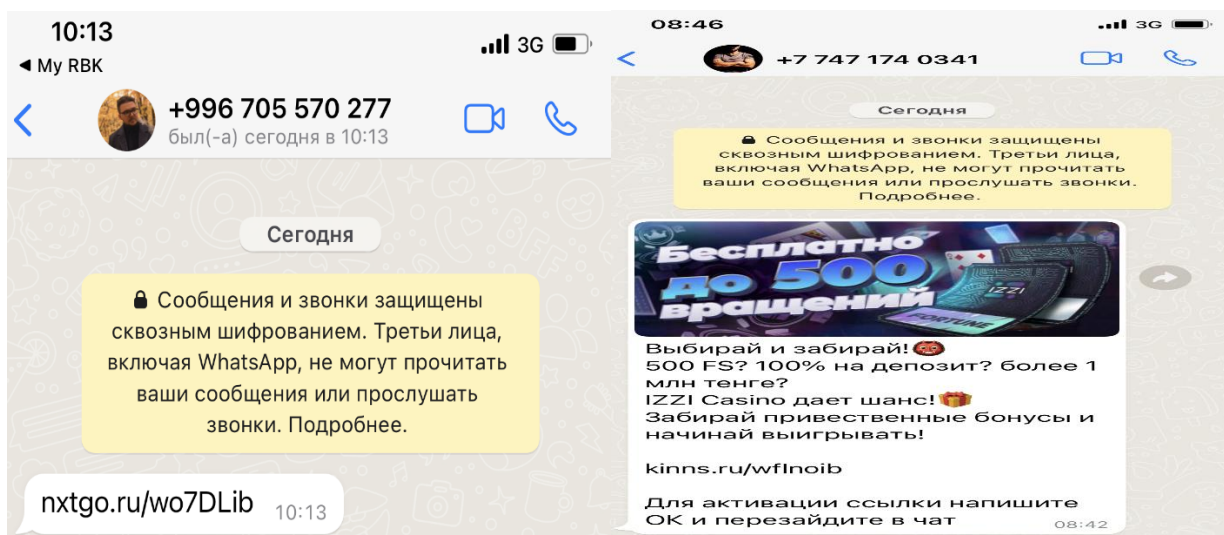 10:13
3G
◀ My RBK
+996 705 570 277
был(-а) сегодня в 10:13
Сегодня
Сообщения и звонки защищены
сквозным шифрованием. Третьи лица,
включая WhatsApp, не могут прочитать
ваши сообщения или прослушать
звонки. Подробнее.
nxtgo.ru/wo7DLib 10:13
08:46
3G
+7 747 174 0341
Сегодня
Сообщения и звонки защищены
сквозным шифрованием. Третьи лица,
включая WhatsApp, не могут прочитать
ваши сообщения или прослушать звонки.
Подробнее.
Бесплатно
до 500
вращений
IZZI
FORTUNE
Выбирай и забирай!👹
500 FS? 100% на депозит? более 1
млн тенге?
IZZI Casino дает шанс!🎁
Забирай привественные бонусы и
начинай выигрывать!
kinns.ru/wflnoib
Для активации ссылки напишите
ОК и перезайдите в чат
08:42